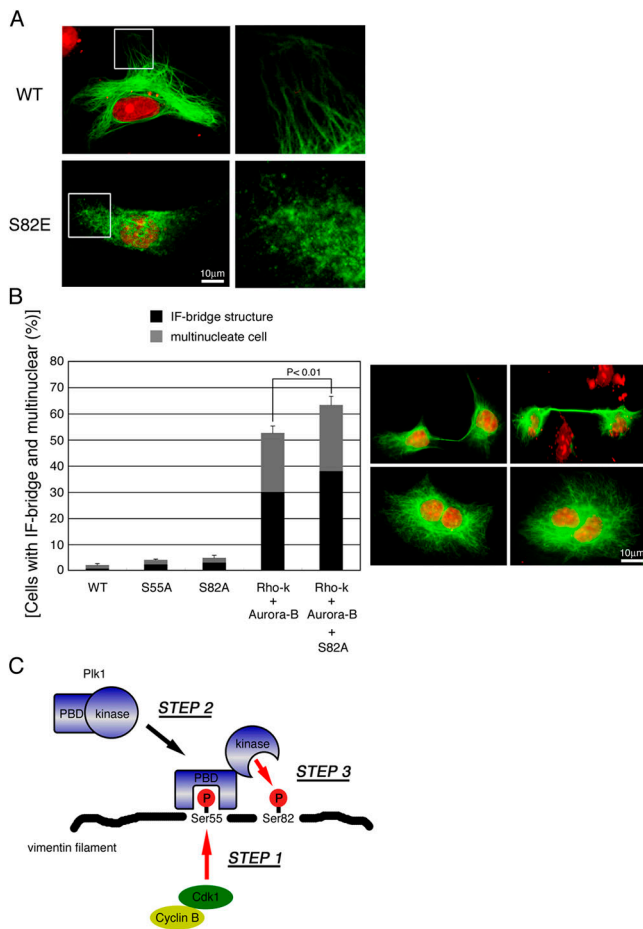 A
WT
S82E
10µm
B
IF-bridge structure
multinucleate cell
[Cells with IF-bridge and multinuclear (%)]
80
70
60
50
40
30
20
10
0
P< 0.01
WT
S55A
S82A
Rho-k
+
Aurora-B
Rho-k
+
Aurora-B
+
S82A
10µm
C
Plk1
PBD
kinase
STEP 2
kinase
STEP 3
PBD
P
P
Ser55
Ser82
vimentin filament
STEP 1
Cdk1
Cyclin B